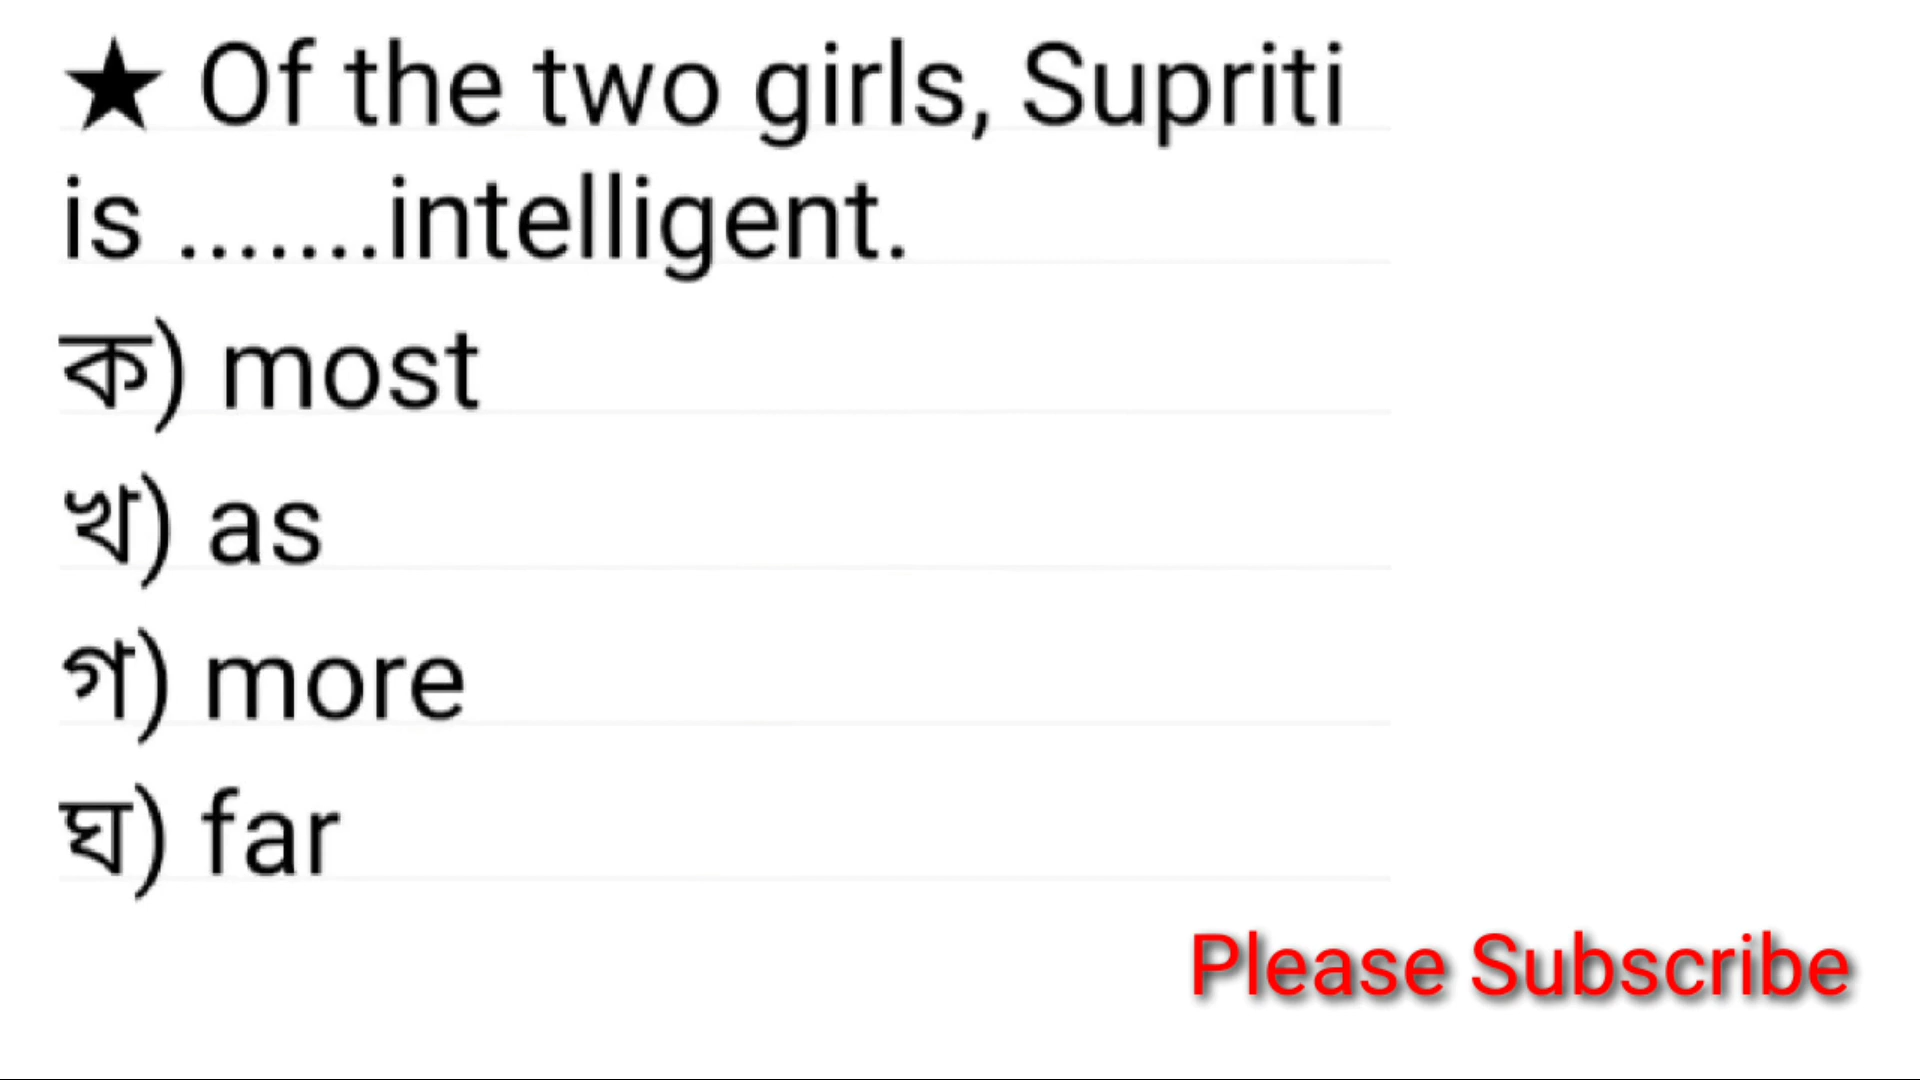 ★ Of the two girls, Supriti
is .......intelligent.
ক) most
খ) as
গ) more
ঘ) far
Please Subscribe